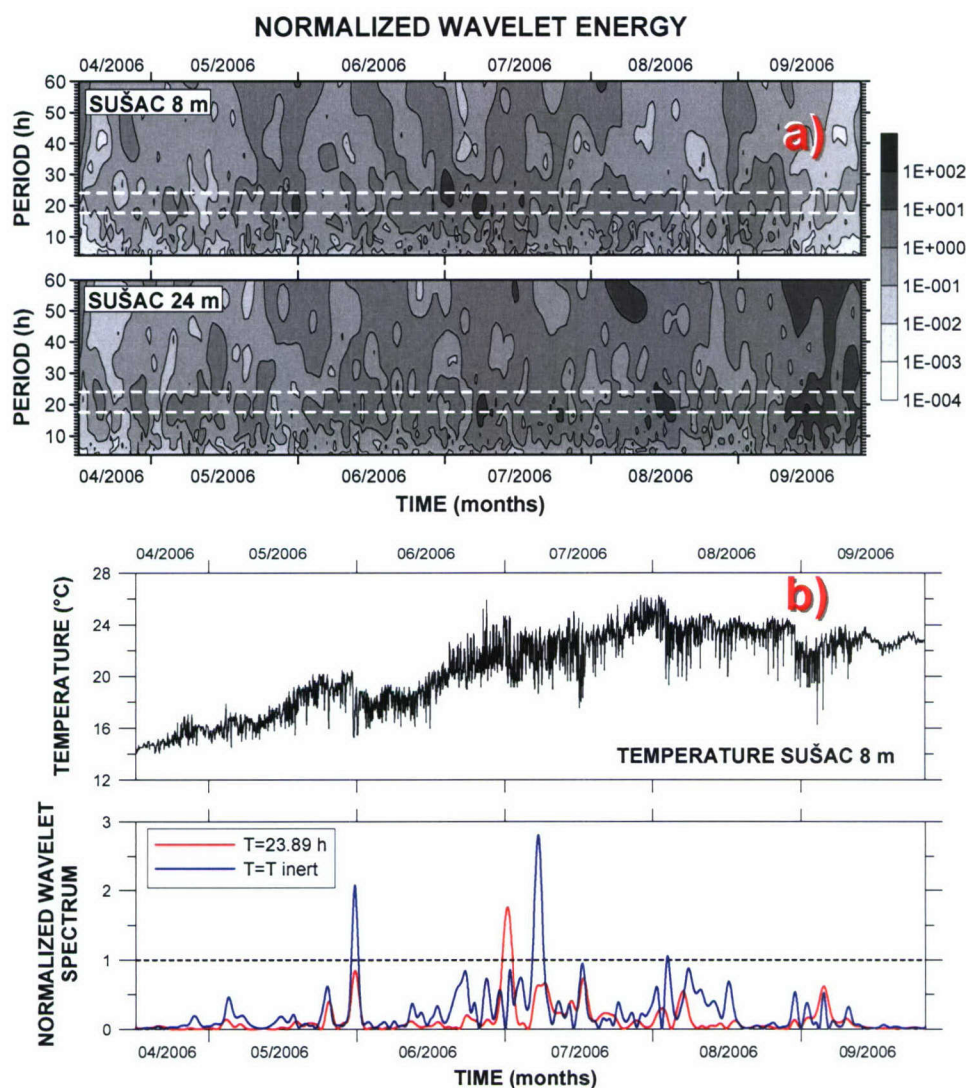 NORMALIZED WAVELET ENERGY
04/2006 05/2006 06/2006 07/2006 08/2006 09/2006
PERIOD (h)
60
50
40
30
20
10
SUŠAC 8 m
a)
1E+002
1E+001
1E+000
1E-001
1E-002
1E-003
1E-004
PERIOD (h)
60
50
40
30
20
10
SUŠAC 24 m
04/2006 05/2006 06/2006 07/2006 08/2006 09/2006
TIME (months)
04/2006 05/2006 06/2006 07/2006 08/2006 09/2006
TEMPERATURE (°C)
28
24
20
16
12
b)
TEMPERATURE SUŠAC 8 m
NORMALIZED WAVELET
SPECTRUM
3
2
1
0
T=23.89 h
T=T inert
04/2006 05/2006 06/2006 07/2006 08/2006 09/2006
TIME (months)